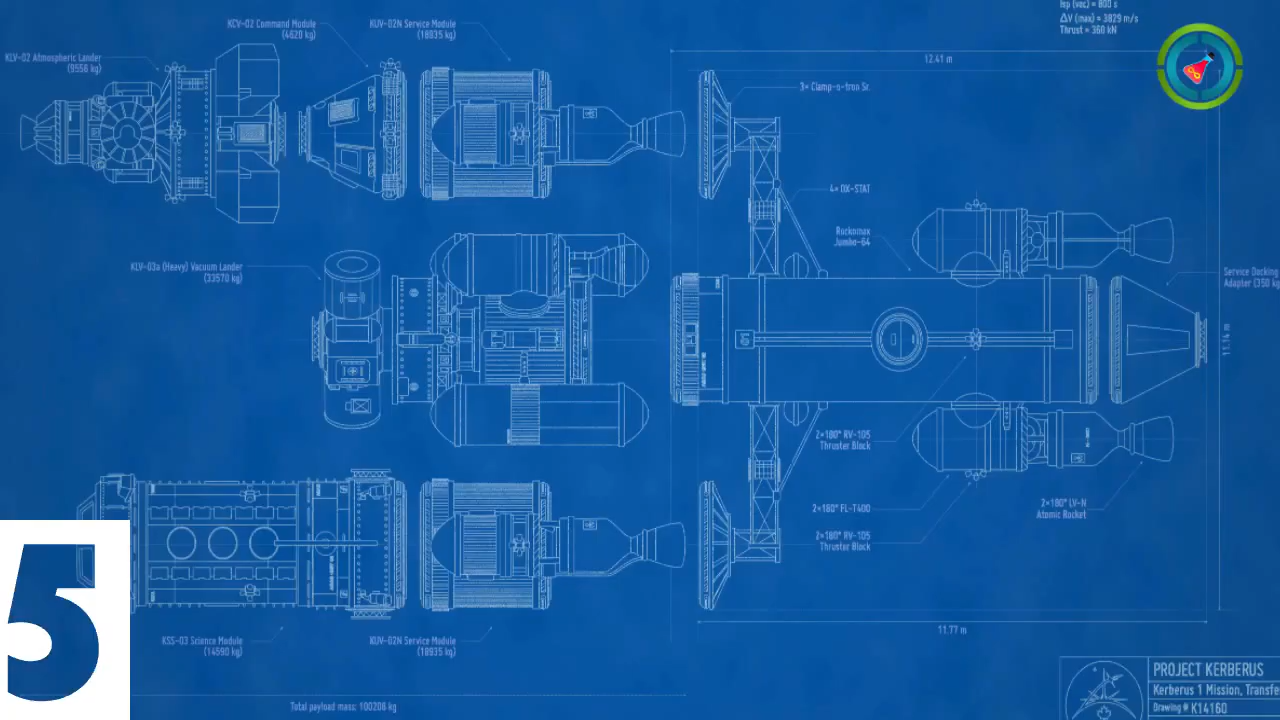 Isp (vac) = 800 s
ΔV (max) = 3829 m/s
Thrust = 360 kN
KCV-02 Command Module
(4620 kg)
KUV-02N Service Module
(18935 kg)
KLV-02 Atmospheric Lander
(9556 kg)
12.41 m
3× Clamp-o-tron Sr.
4× OX-STAT
Rockomax
Jumbo-64
KLV-03a (Heavy) Vacuum Lander
(33570 kg)
Service Docking
Adapter (350 kg
11.14 m
2×180° RV-105
Thruster Block
2×180° FL-T400
2×180° LV-N
Atomic Rocket
2×180° RV-105
Thruster Block
5
KSS-03 Science Module
(14590 kg)
KUV-02N Service Module
(18935 kg)
11.77 m
Total payload mass: 100206 kg
PROJECT KERBERUS
Kerberus 1 Mission, Transfe
Drawing # K14160